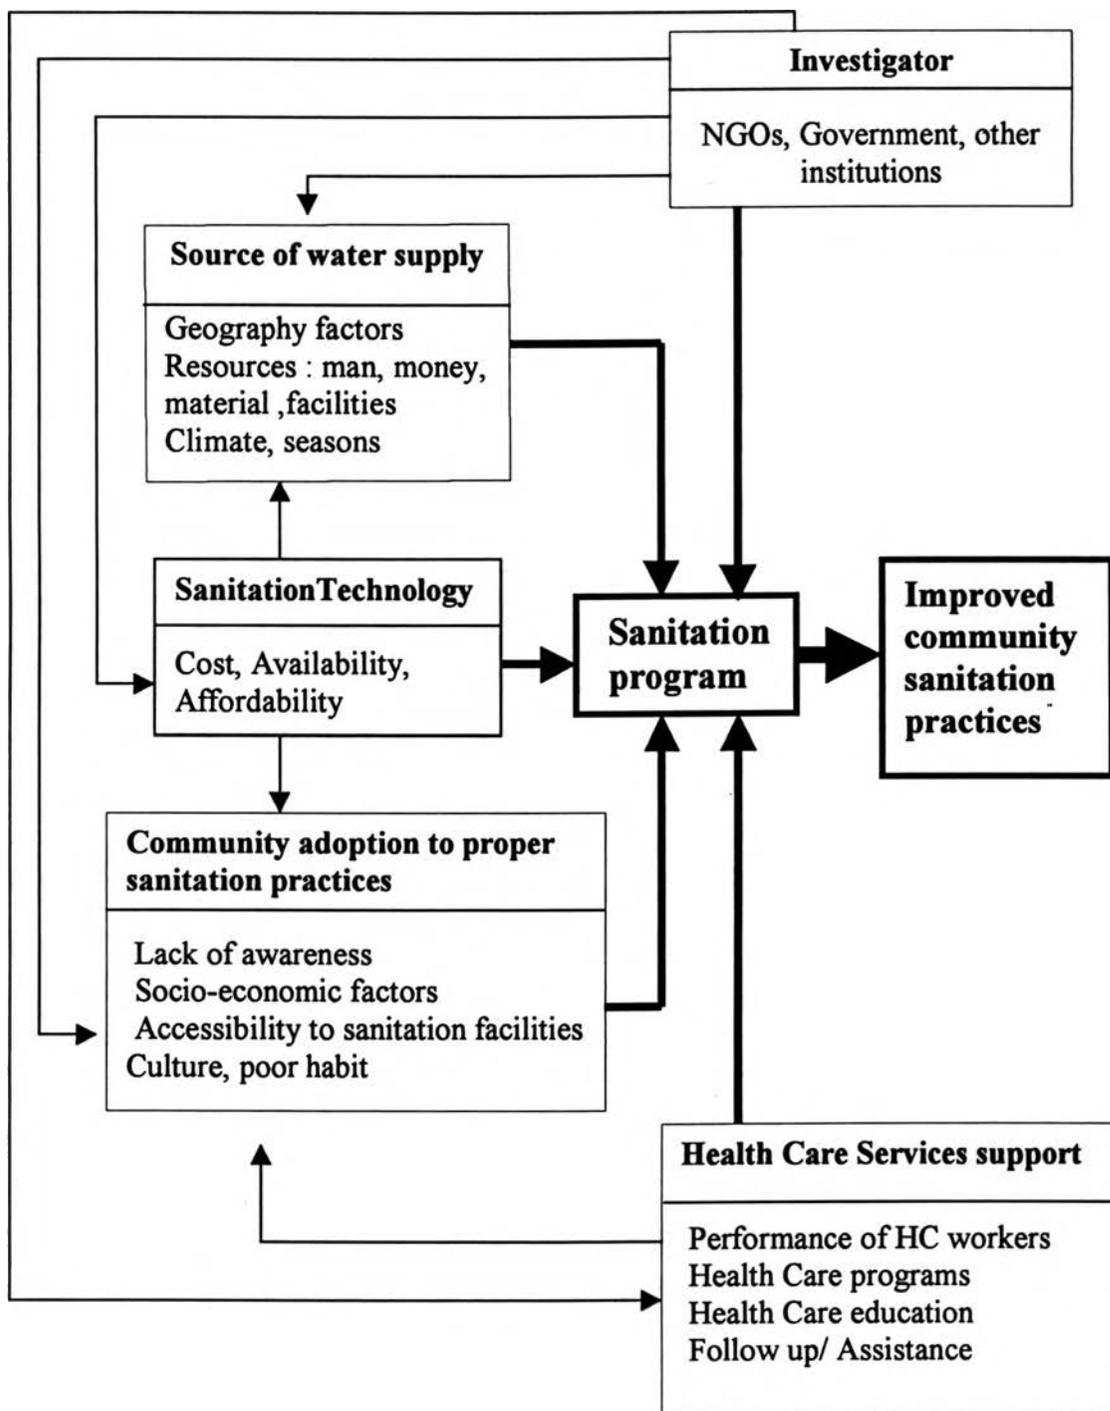 Investigator
NGOs, Government, other
institutions
Source of water supply
Geography factors
Resources : man, money,
material ,facilities
Climate, seasons
SanitationTechnology
Cost, Availability,
Affordability
Sanitation
program
Improved
community
sanitation
practices
Community adoption to proper
sanitation practices
Lack of awareness
Socio-economic factors
Accessibility to sanitation facilities
Culture, poor habit
Health Care Services support
Performance of HC workers
Health Care programs
Health Care education
Follow up/ Assistance